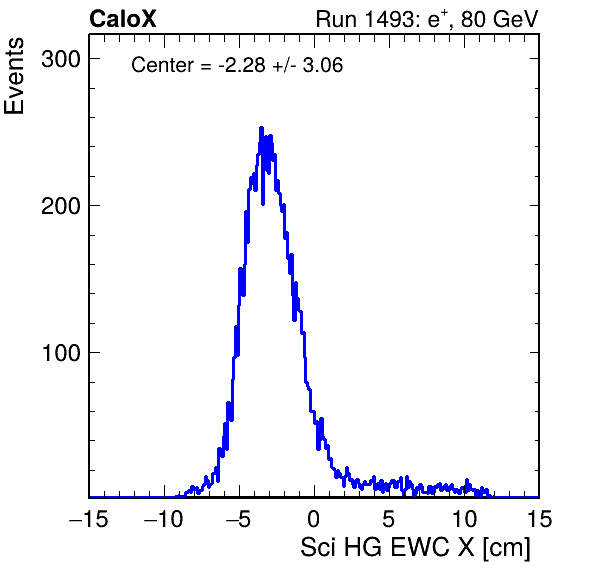 CaloX Run 1493: e⁺, 80 GeV
Events
Center = -2.28 +/- 3.06
300
200
100
−15 −10 −5 0 5 10 15
Sci HG EWC X [cm]